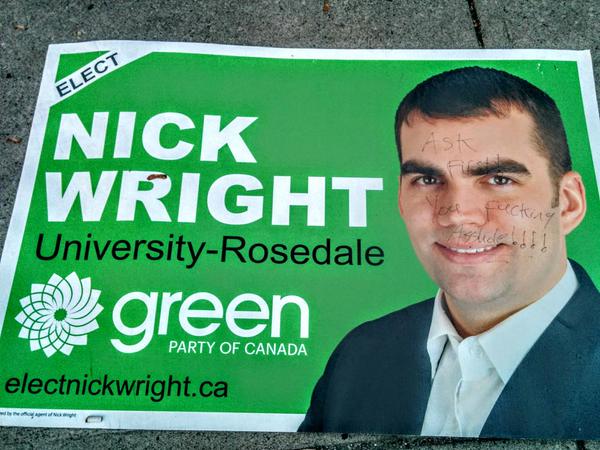 ELECT
NICK
WRIGHT
University-Rosedale
green
PARTY OF CANADA
electnickwright.ca
ed by the official agent of Nick Wright
Ask
First!
You fucking
Asshole!!!!